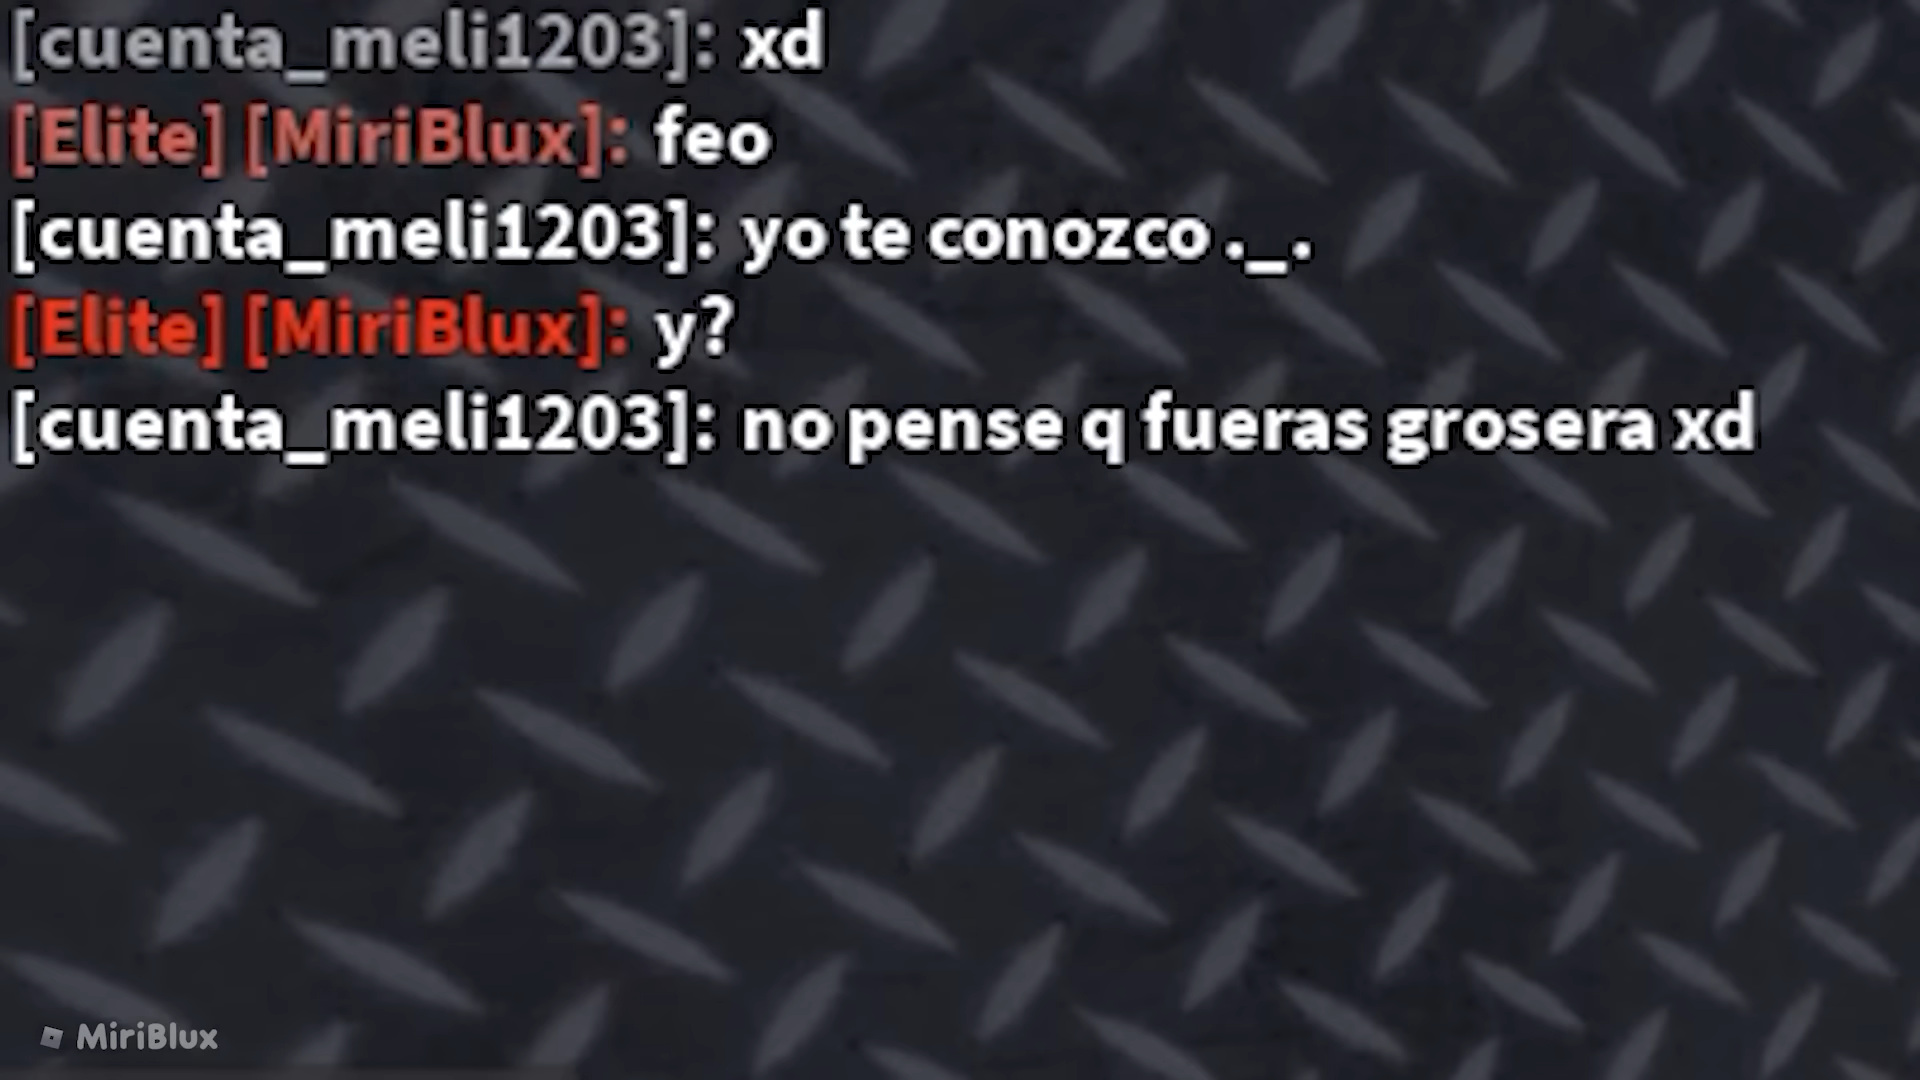 [cuenta_meli1203]: xd
[Elite] [MiriBlux]: feo
[cuenta_meli1203]: yo te conozco ._.
[Elite] [MiriBlux]: y?
[cuenta_meli1203]: no pense q fueras grosera xd
MiriBlux